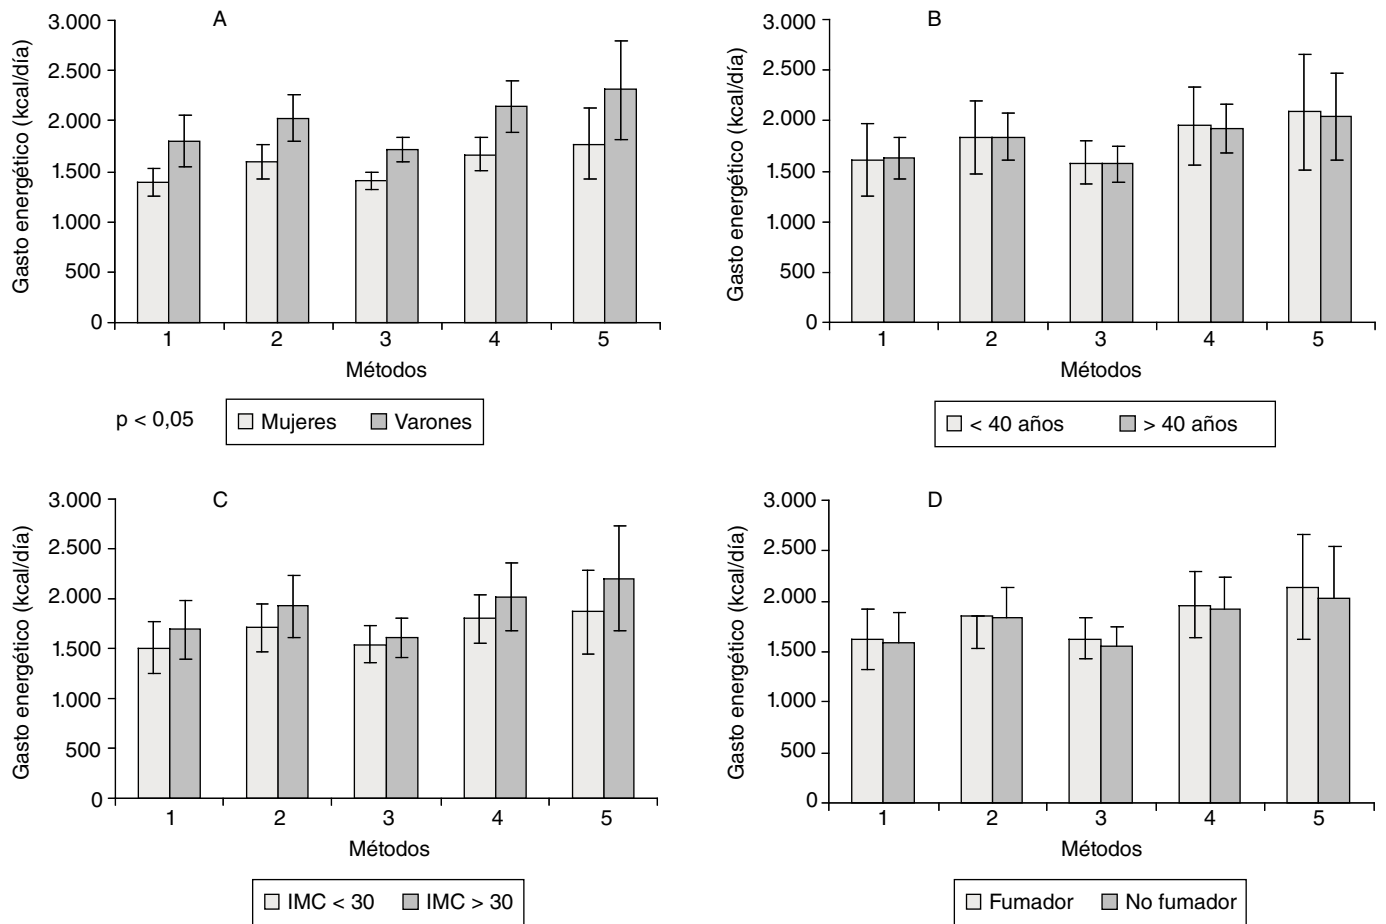 A
Gasto energético (kcal/día)
3.000
2.500
2.000
1.500
1.000
500
0
1 2 3 4 5
Métodos
p < 0,05
Mujeres Varones
B
Gasto energético (kcal/día)
3.000
2.500
2.000
1.500
1.000
500
0
1 2 3 4 5
Métodos
< 40 años > 40 años
C
Gasto energético (kcal/día)
3.000
2.500
2.000
1.500
1.000
500
0
1 2 3 4 5
Métodos
IMC < 30 IMC > 30
D
Gasto energético (kcal/día)
3.000
2.500
2.000
1.500
1.000
500
0
1 2 3 4 5
Métodos
Fumador No fumador